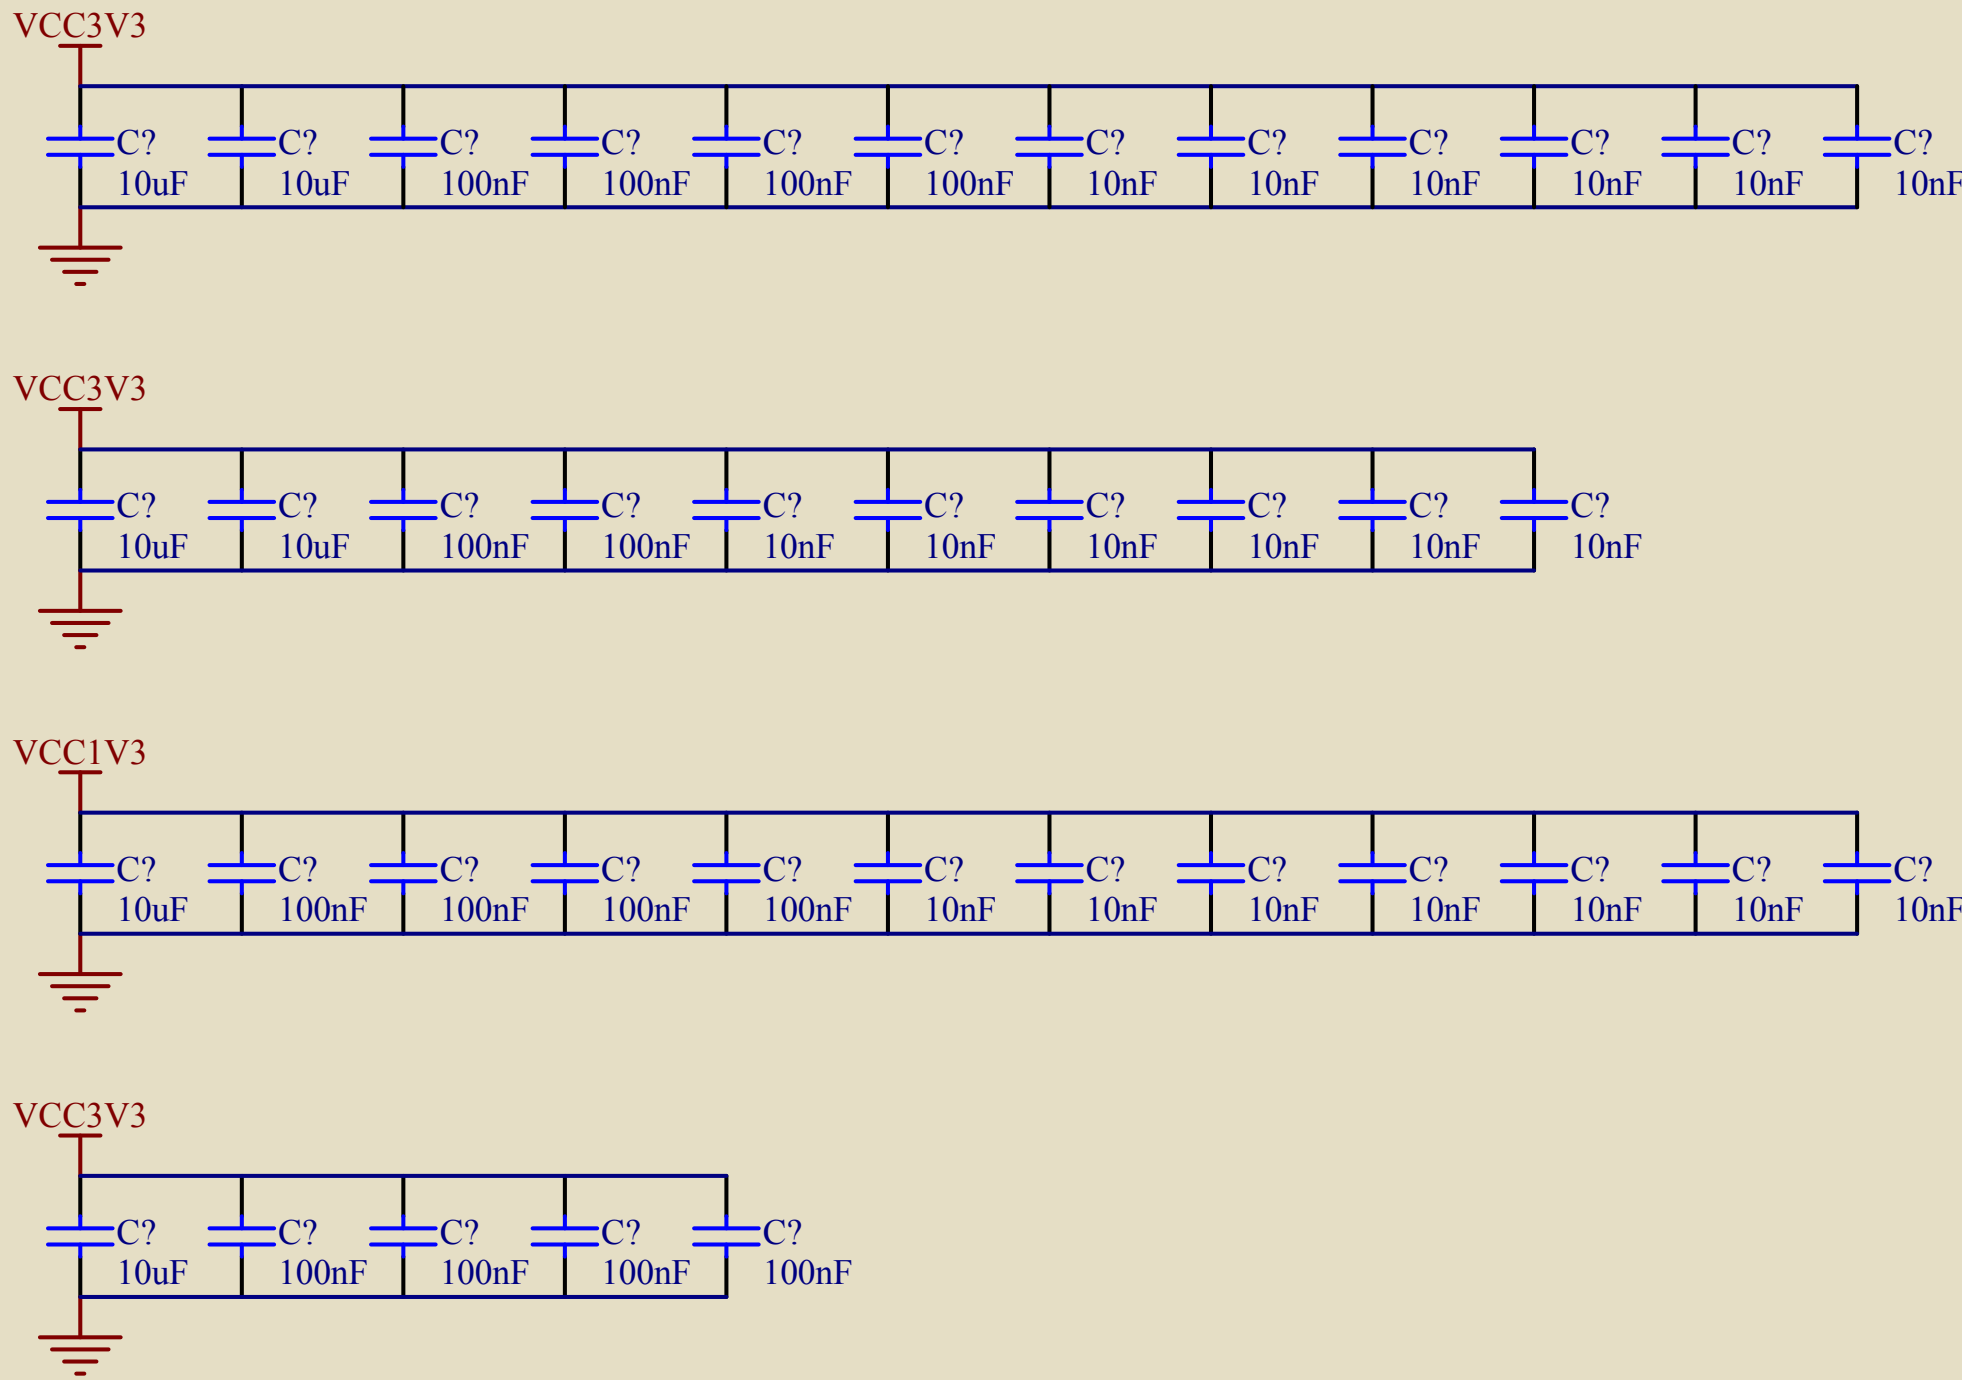 VCC3V3
C? C? C? C? C? C? C? C? C? C? C? C?
10uF 10uF 100nF 100nF 100nF 100nF 10nF 10nF 10nF 10nF 10nF 10nF
VCC3V3
C? C? C? C? C? C? C? C? C? C?
10uF 10uF 100nF 100nF 10nF 10nF 10nF 10nF 10nF 10nF
VCC1V3
C? C? C? C? C? C? C? C? C? C? C? C?
10uF 100nF 100nF 100nF 100nF 10nF 10nF 10nF 10nF 10nF 10nF 10nF
VCC3V3
C? C? C? C? C?
10uF 100nF 100nF 100nF 100nF